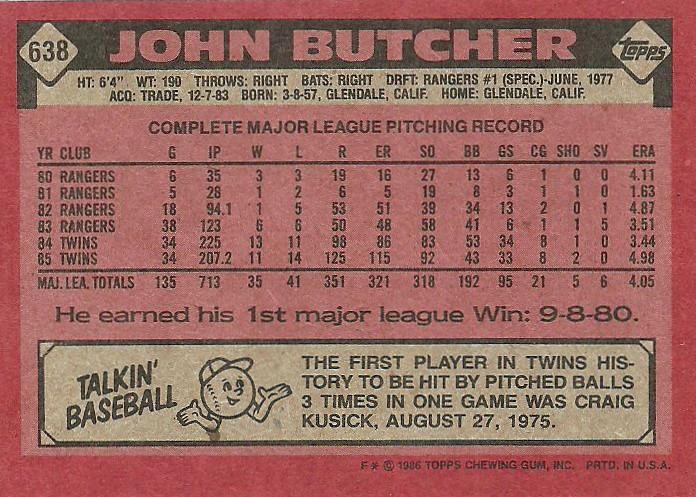 638 JOHN BUTCHER Topps
HT: 6'4" WT: 190 THROWS: RIGHT BATS: RIGHT DRFT: RANGERS #1 (SPEC.)-JUNE, 1977
ACQ: TRADE, 12-7-83 BORN: 3-8-57, GLENDALE, CALIF. HOME: GLENDALE, CALIF.
COMPLETE MAJOR LEAGUE PITCHING RECORD
YR CLUB G IP W L R ER SO BB GS CG SHO SV ERA
80 RANGERS 6 35 3 3 19 16 27 13 6 1 0 0 4.11
81 RANGERS 5 28 1 2 6 5 19 8 3 1 1 0 1.63
82 RANGERS 18 94.1 1 5 53 51 39 34 13 2 0 1 4.87
83 RANGERS 38 123 6 6 50 48 58 41 6 1 1 5 3.51
84 TWINS 34 225 13 11 98 86 83 53 34 8 1 0 3.44
85 TWINS 34 207.2 11 14 125 115 92 43 33 8 2 0 4.98
MAJ. LEA. TOTALS 135 713 35 41 351 321 318 192 95 21 5 6 4.05
He earned his 1st major league Win: 9-8-80.
TALKIN'
BASEBALL
THE FIRST PLAYER IN TWINS HIS-
TORY TO BE HIT BY PITCHED BALLS
3 TIMES IN ONE GAME WAS CRAIG
KUSICK, AUGUST 27, 1975.
F* © 1986 TOPPS CHEWING GUM, INC. PRTD. IN U.S.A.